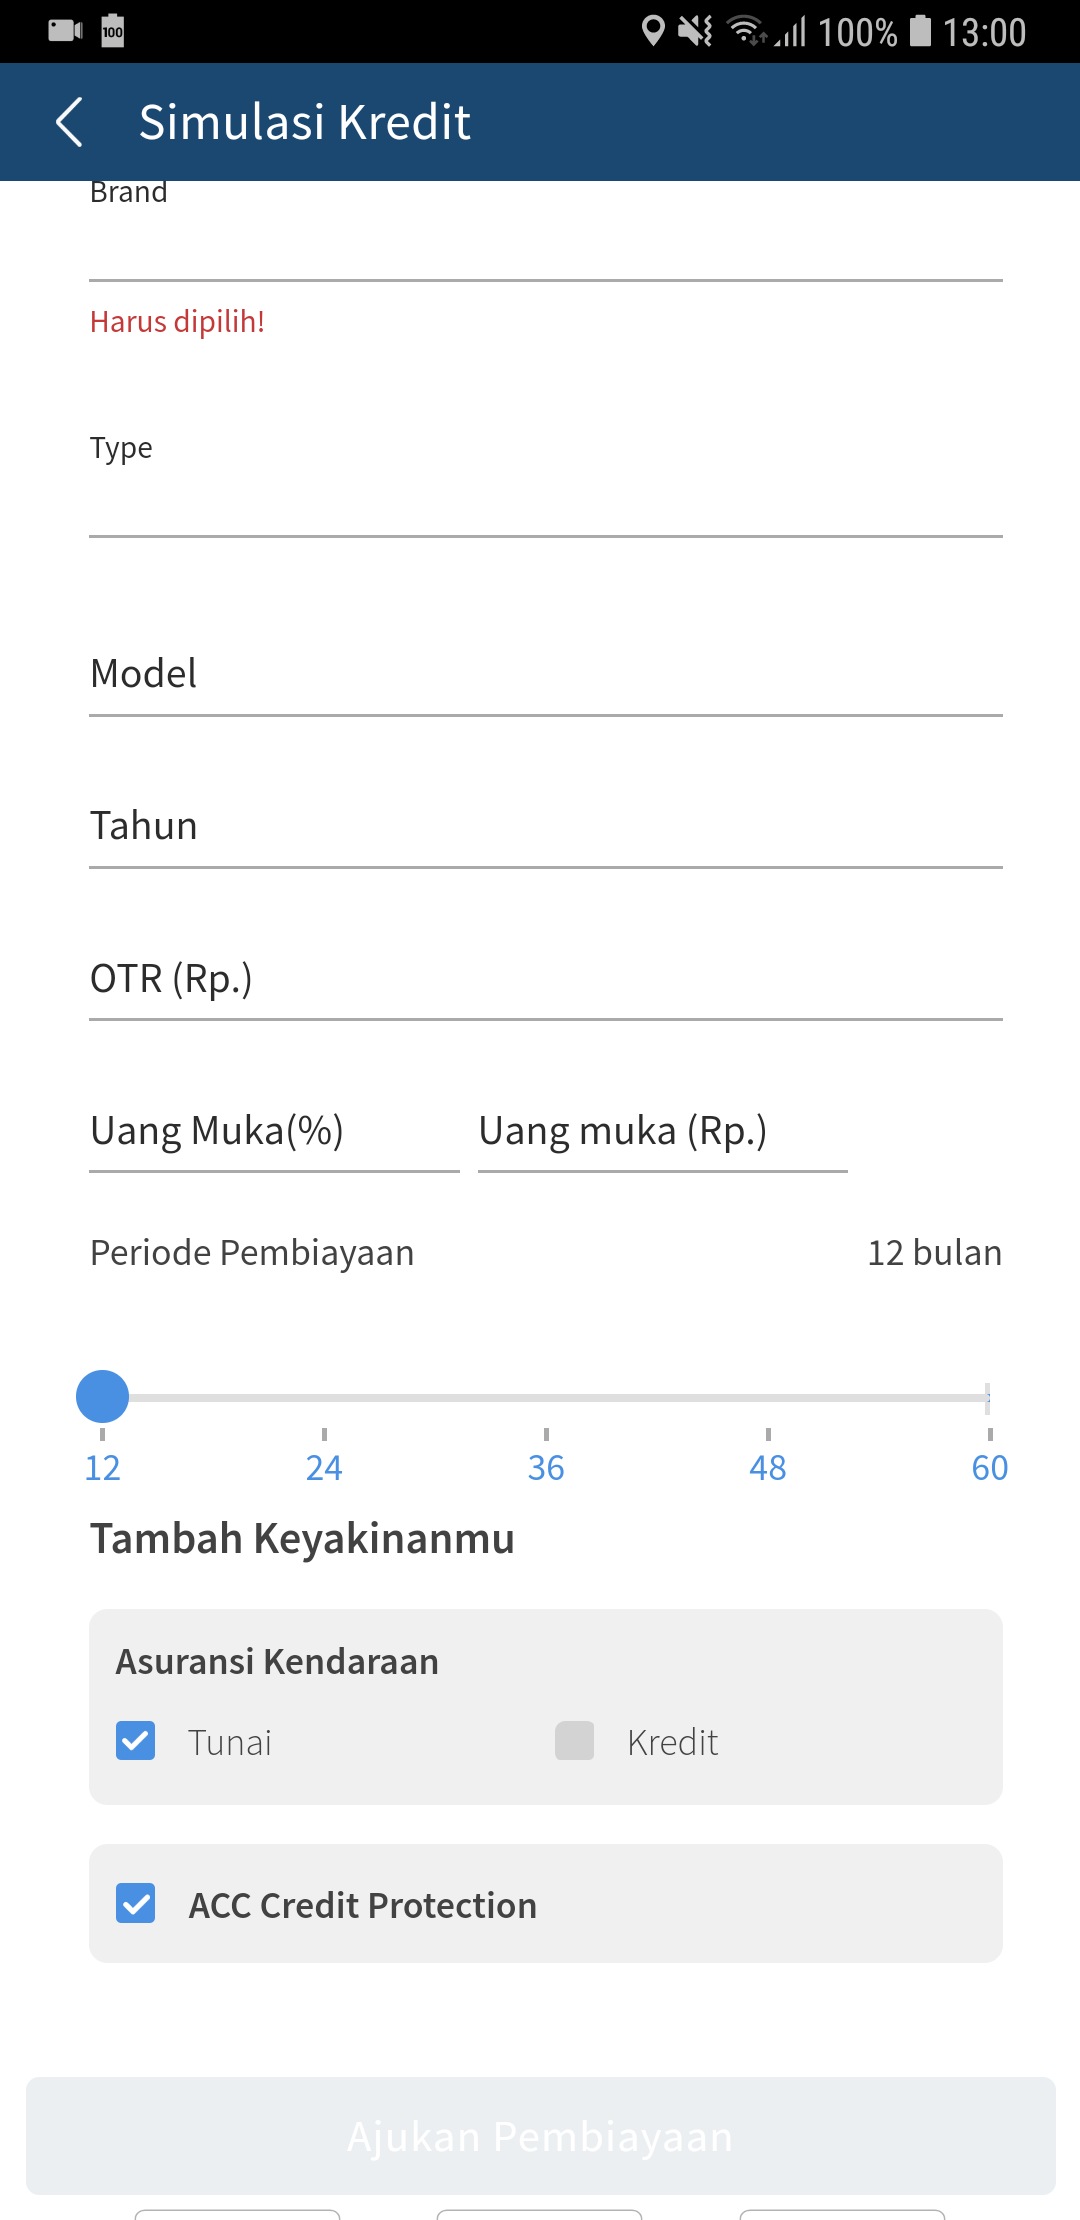 100 100% 13:00
Simulasi Kredit
Brand
Harus dipilih!
Type
Model
Tahun
OTR (Rp.)
Uang Muka(%) Uang muka (Rp.)
Periode Pembiayaan 12 bulan
12 24 36 48 60
Tambah Keyakinanmu
Asuransi Kendaraan
Tunai Kredit
ACC Credit Protection
Ajukan Pembiayaan